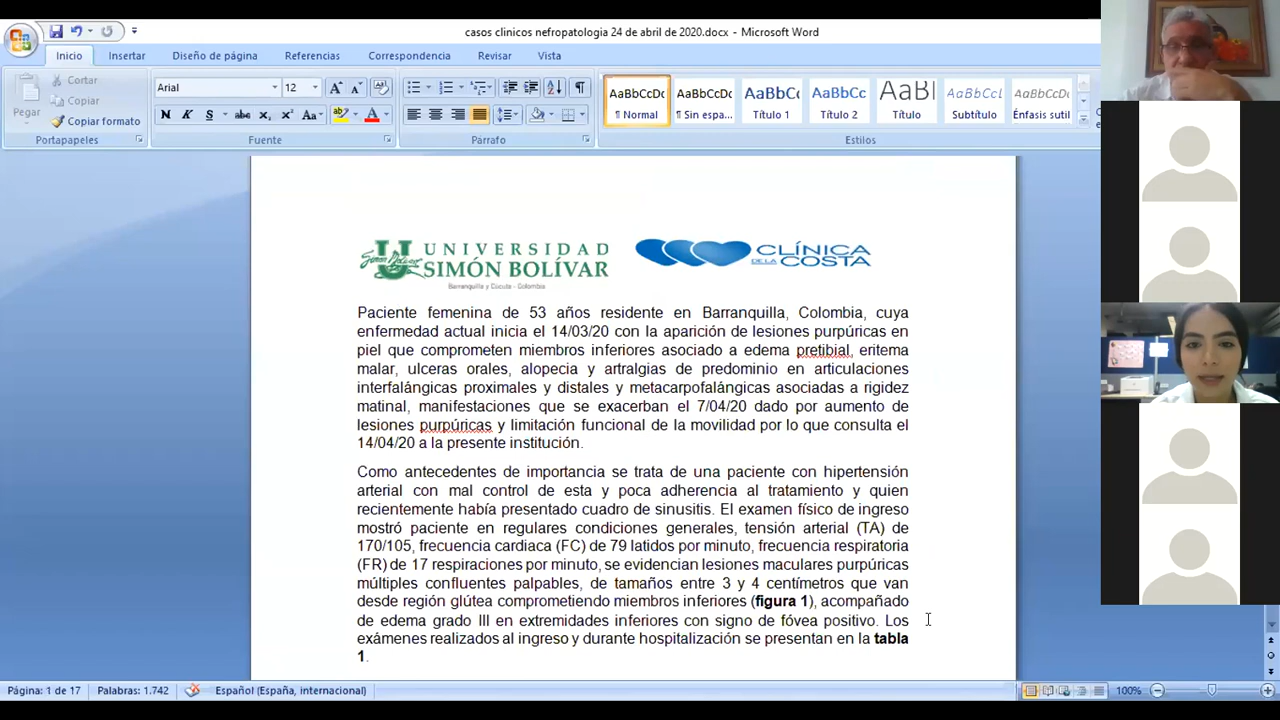 casos clinicos nefropatologia 24 de abril de 2020.docx - Microsoft Word
Inicio Insertar Diseño de página Referencias Correspondencia Revisar Vista
Cortar
Copiar
Pegar
Copiar formato
Portapapeles
Arial 12
N K S abc x₂ x² Aa
Fuente
Párrafo
AaBbCcDc AaBbCcDc AaBbC AaBbCc AaB AaBbCcL AaBbCcDc
¶ Normal ¶ Sin espa... Título 1 Título 2 Título Subtítulo Énfasis sutil
Estilos
UNIVERSIDAD
SIMÓN BOLÍVAR
Barranquilla y Cúcuta - Colombia
CLÍNICA
DE LA COSTA
Paciente femenina de 53 años residente en Barranquilla, Colombia, cuya
enfermedad actual inicia el 14/03/20 con la aparición de lesiones purpúricas en
piel que comprometen miembros inferiores asociado a edema pretibial, eritema
malar, ulceras orales, alopecia y artralgias de predominio en articulaciones
interfalángicas proximales y distales y metacarpofalángicas asociadas a rigidez
matinal, manifestaciones que se exacerban el 7/04/20 dado por aumento de
lesiones purpúricas y limitación funcional de la movilidad por lo que consulta el
14/04/20 a la presente institución.
Como antecedentes de importancia se trata de una paciente con hipertensión
arterial con mal control de esta y poca adherencia al tratamiento y quien
recientemente había presentado cuadro de sinusitis. El examen físico de ingreso
mostró paciente en regulares condiciones generales, tensión arterial (TA) de
170/105, frecuencia cardiaca (FC) de 79 latidos por minuto, frecuencia respiratoria
(FR) de 17 respiraciones por minuto, se evidencian lesiones maculares purpúricas
múltiples confluentes palpables, de tamaños entre 3 y 4 centímetros que van
desde región glútea comprometiendo miembros inferiores (figura 1), acompañado
de edema grado III en extremidades inferiores con signo de fóvea positivo. Los
exámenes realizados al ingreso y durante hospitalización se presentan en la tabla
1.
Página: 1 de 17 Palabras: 1.742 Español (España, internacional) 100%